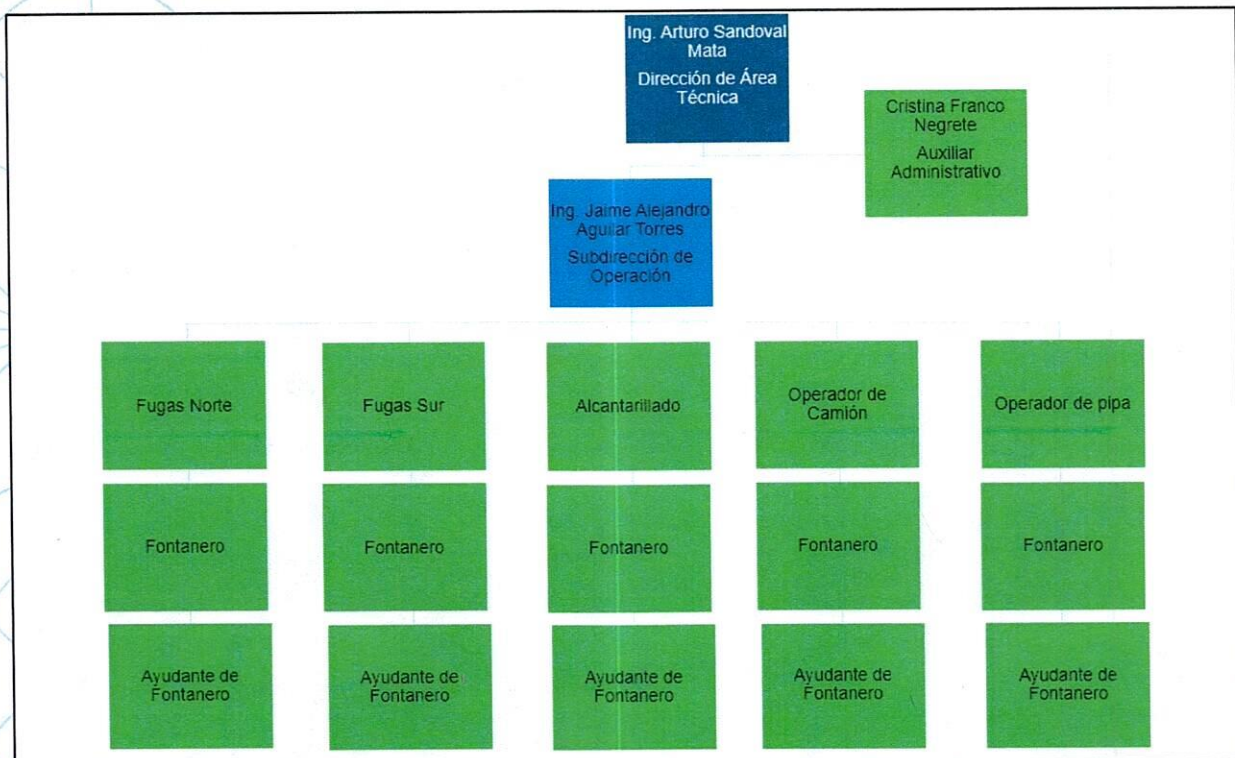 Ing. Arturo Sandoval
Mata
Dirección de Área
Técnica
Cristina Franco
Negrete
Auxiliar
Administrativo
Ing. Jaime Alejandro
Aguilar Torres
Subdirección de
Operación
Fugas Norte
Fugas Sur
Alcantarillado
Operador de
Camión
Operador de pipa
Fontanero
Fontanero
Fontanero
Fontanero
Fontanero
Ayudante de
Fontanero
Ayudante de
Fontanero
Ayudante de
Fontanero
Ayudante de
Fontanero
Ayudante de
Fontanero